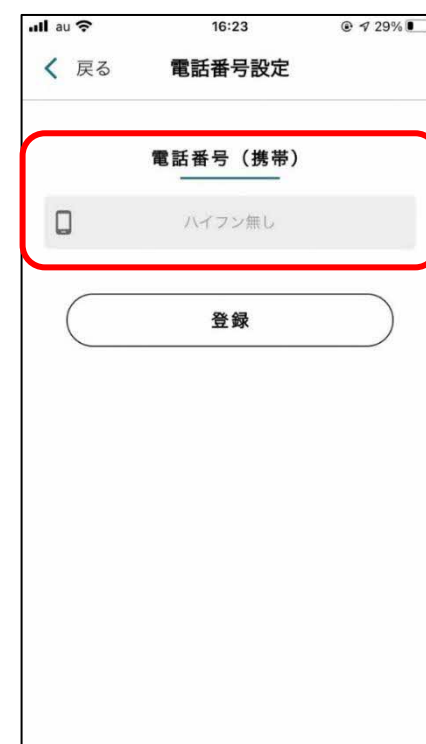 au 16:23 29%
戻る 電話番号設定
電話番号（携帯）
ハイフン無し
登録